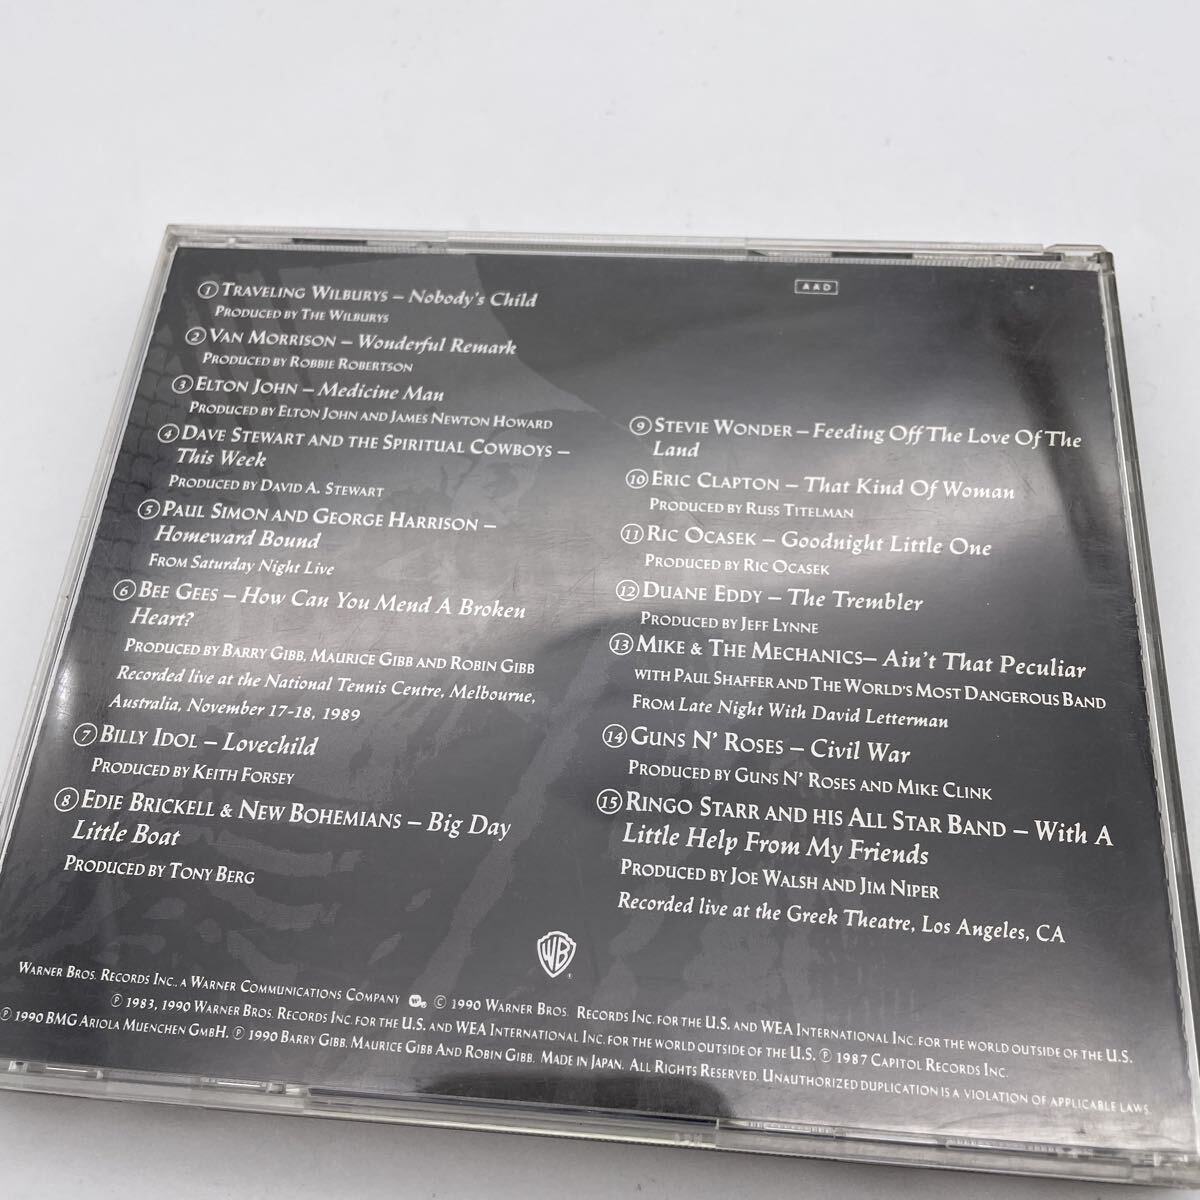 AAD
① TRAVELING WILBURYS – Nobody's Child
PRODUCED BY THE WILBURYS
② VAN MORRISON – Wonderful Remark
PRODUCED BY ROBBIE ROBERTSON
③ ELTON JOHN – Medicine Man
PRODUCED BY ELTON JOHN AND JAMES NEWTON HOWARD
④ DAVE STEWART AND THE SPIRITUAL COWBOYS –
This Week
PRODUCED BY DAVID A. STEWART
⑤ PAUL SIMON AND GEORGE HARRISON –
Homeward Bound
FROM SATURDAY NIGHT LIVE
⑥ BEE GEES – How Can You Mend A Broken
Heart?
PRODUCED BY BARRY GIBB, MAURICE GIBB AND ROBIN GIBB
Recorded live at the National Tennis Centre, Melbourne,
Australia, November 17-18, 1989
⑦ BILLY IDOL – Lovechild
PRODUCED BY KEITH FORSEY
⑧ EDIE BRICKELL & NEW BOHEMIANS – Big Day
Little Boat
PRODUCED BY TONY BERG
⑨ STEVIE WONDER – Feeding Off The Love Of The
Land
⑩ ERIC CLAPTON – That Kind Of Woman
PRODUCED BY RUSS TITELMAN
⑪ RIC OCASEK – Goodnight Little One
PRODUCED BY RIC OCASEK
⑫ DUANE EDDY – The Trembler
PRODUCED BY JEFF LYNNE
⑬ MIKE & THE MECHANICS – Ain't That Peculiar
WITH PAUL SHAFFER AND THE WORLD'S MOST DANGEROUS BAND
FROM LATE NIGHT WITH DAVID LETTERMAN
⑭ GUNS N' ROSES – Civil War
PRODUCED BY GUNS N' ROSES AND MIKE CLINK
⑮ RINGO STARR AND HIS ALL STAR BAND – With A
Little Help From My Friends
PRODUCED BY JOE WALSH AND JIM NIPER
Recorded live at the Greek Theatre, Los Angeles, CA
WB
WARNER BROS. RECORDS INC., A WARNER COMMUNICATIONS COMPANY © 1990 WARNER BROS. RECORDS INC. FOR THE U.S. AND WEA INTERNATIONAL INC. FOR THE WORLD OUTSIDE OF THE U.S.
℗ 1983, 1990 WARNER BROS. RECORDS INC. FOR THE U.S. AND WEA INTERNATIONAL INC. FOR THE WORLD OUTSIDE OF THE U.S. ℗ 1987 CAPITOL RECORDS INC.
℗ 1990 BMG ARIOLA MUENCHEN GMBH. ℗ 1990 BARRY GIBB, MAURICE GIBB AND ROBIN GIBB. MADE IN JAPAN. ALL RIGHTS RESERVED. UNAUTHORIZED DUPLICATION IS A VIOLATION OF APPLICABLE LAWS.